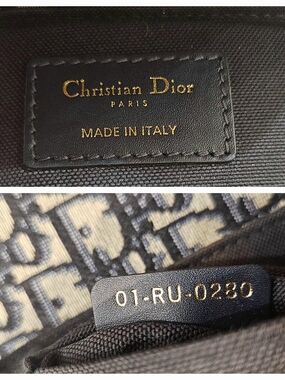 Christian Dior
PARIS
MADE IN ITALY
01-RU-0280